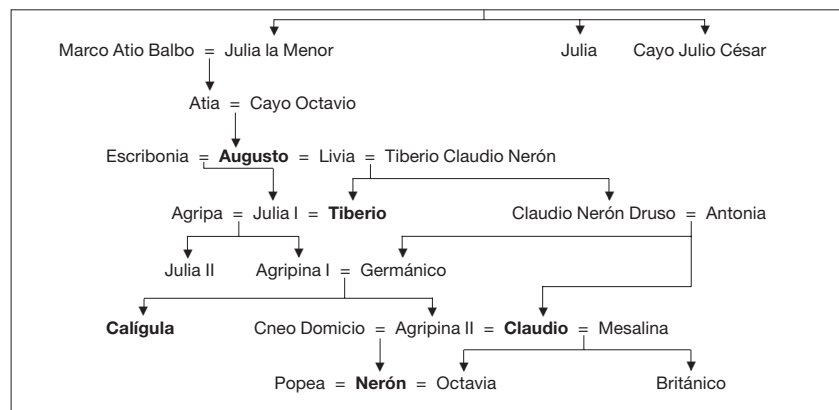 Marco Atio Balbo = Julia la Menor Julia Cayo Julio César
Atia = Cayo Octavio
Escribonia = Augusto = Livia = Tiberio Claudio Nerón
Agripa = Julia I = Tiberio Claudio Nerón Druso = Antonia
Julia II Agripina I = Germánico
Calígula Cneo Domicio = Agripina II = Claudio = Mesalina
Popea = Nerón = Octavia Británico